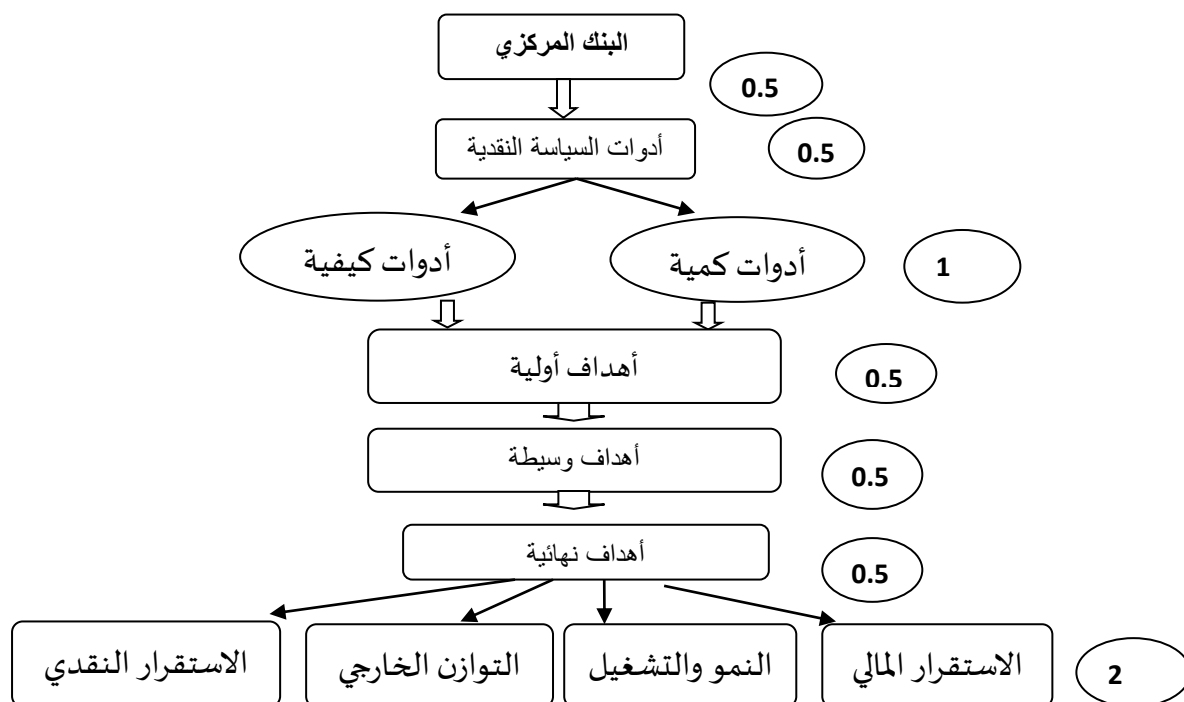 البنك المركزي
0.5
أدوات السياسة النقدية
0.5
أدوات كمية
أدوات كيفية
1
أهداف أولية
0.5
أهداف وسيطة
0.5
أهداف نهائية
0.5
الاستقرار المالي
النمو والتشغيل
التوازن الخارجي
الاستقرار النقدي
2